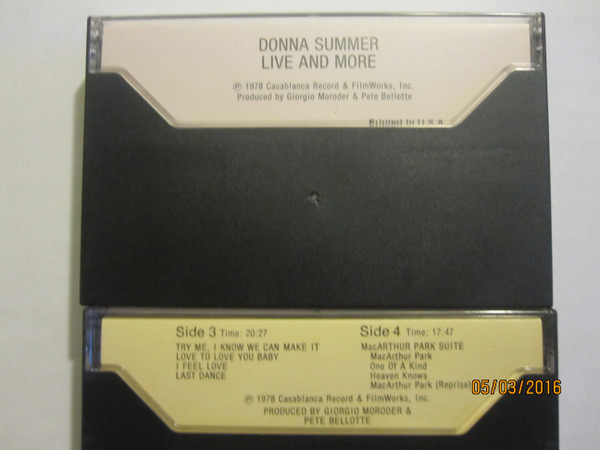 DONNA SUMMER
LIVE AND MORE
℗ 1978 Casablanca Record & FilmWorks, Inc.
Produced by Giorgio Moroder & Pete Bellotte
Printed In U.S.A.
Side 3 Time: 20:27
TRY ME, I KNOW WE CAN MAKE IT
LOVE TO LOVE YOU BABY
I FEEL LOVE
LAST DANCE
Side 4 Time: 17:47
MacARTHUR PARK SUITE
MacArthur Park
One Of A Kind
Heaven Knows
MacArthur Park (Reprise)
℗ 1978 Casablanca Record & FilmWorks, Inc.
PRODUCED BY GIORGIO MORODER &
PETE BELLOTTE
05/03/2016